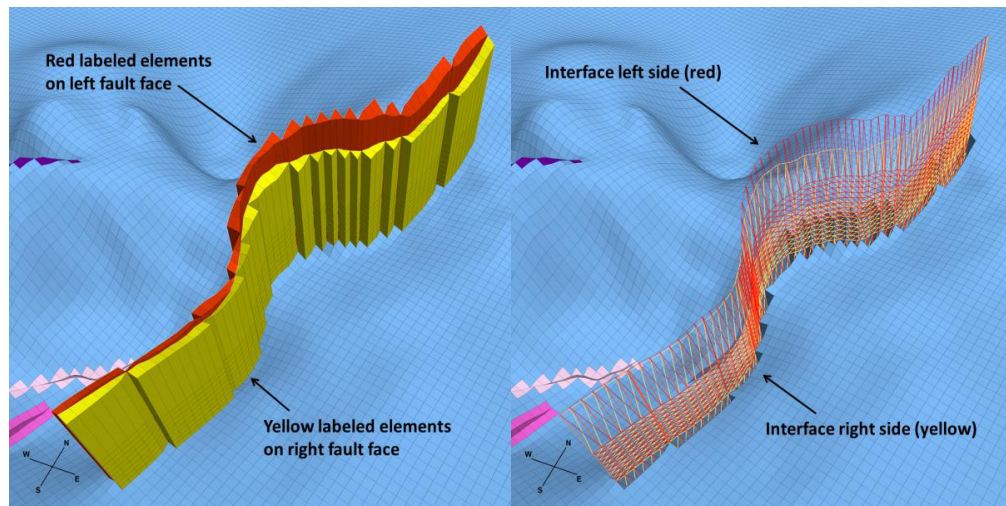 Red labeled elements
on left fault face
Yellow labeled elements
on right fault face
N
W
E
S
Interface left side (red)
Interface right side (yellow)
N
W
E
S